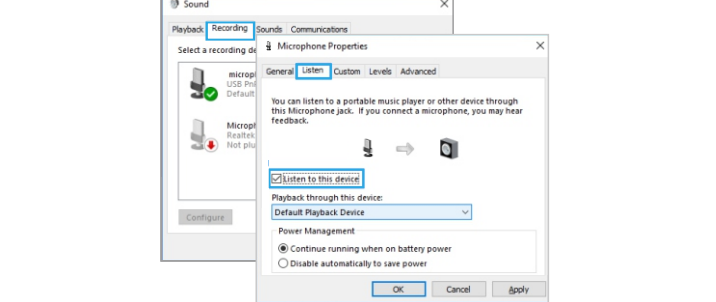 Sound
Playback Recording Sounds Communications
Select a recording de
microp
USB Pn
Default
Microp
Realtek
Not plu
Configure
Microphone Properties
General Listen Custom Levels Advanced
You can listen to a portable music player or other device through
this Microphone jack. If you connect a microphone, you may hear
feedback.
Listen to this device
Playback through this device:
Default Playback Device
Power Management
Continue running when on battery power
Disable automatically to save power
OK Cancel Apply